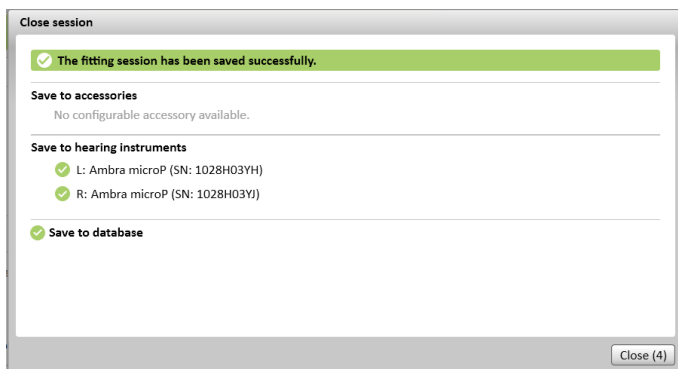 Close session
The fitting session has been saved successfully.
Save to accessories
No configurable accessory available.
Save to hearing instruments
L: Ambra microP (SN: 1028H03YH)
R: Ambra microP (SN: 1028H03YJ)
Save to database
Close (4)